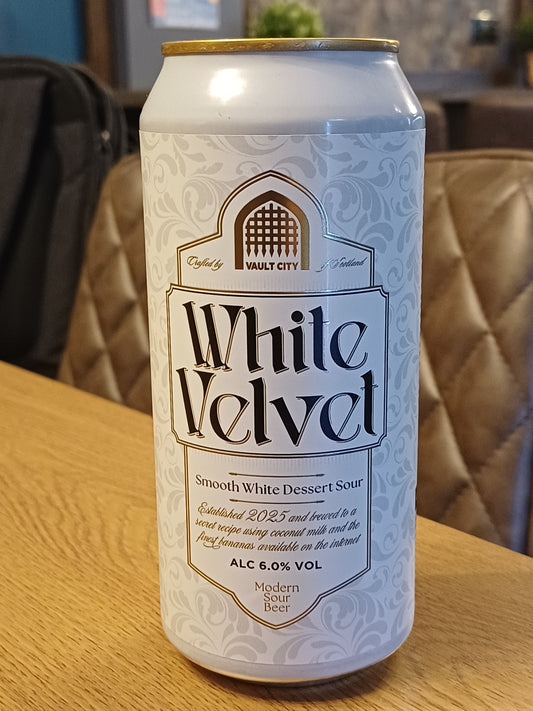 Crafted by VAULT CITY of Scotland
White
Velvet
Smooth White Dessert Sour
Established 2025 and brewed to a
secret recipe using coconut milk and the
finest bananas available on the internet
ALC 6.0% VOL
Modern
Sour
Beer